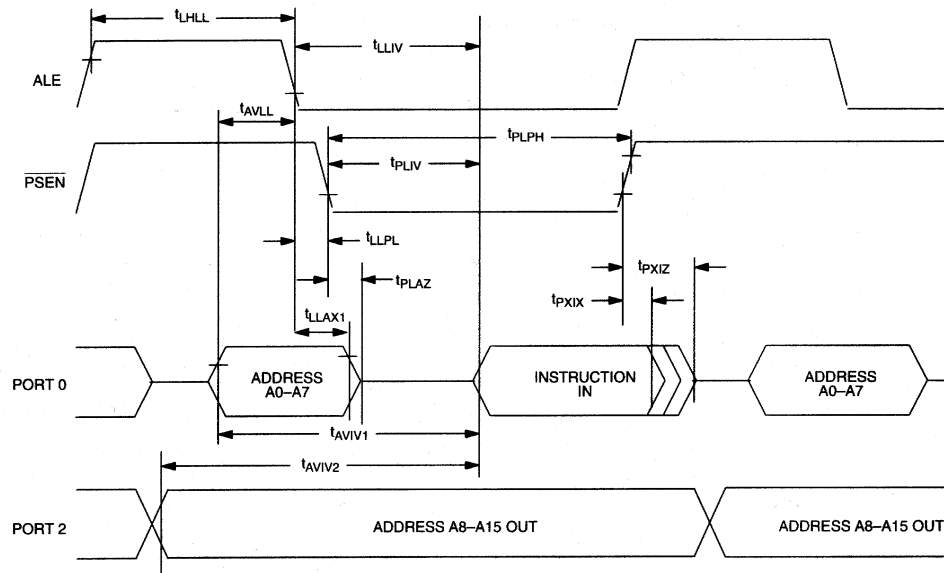 tLHLL
tLLIV
ALE
tAVLL
tPLPH
tPLIV
PSEN
tLLPL
tPLAZ
tPXIZ
tPXIX
tLLAX1
PORT 0
ADDRESS
A0–A7
INSTRUCTION
IN
ADDRESS
A0–A7
tAVIV1
tAVIV2
PORT 2
ADDRESS A8–A15 OUT
ADDRESS A8–A15 OUT